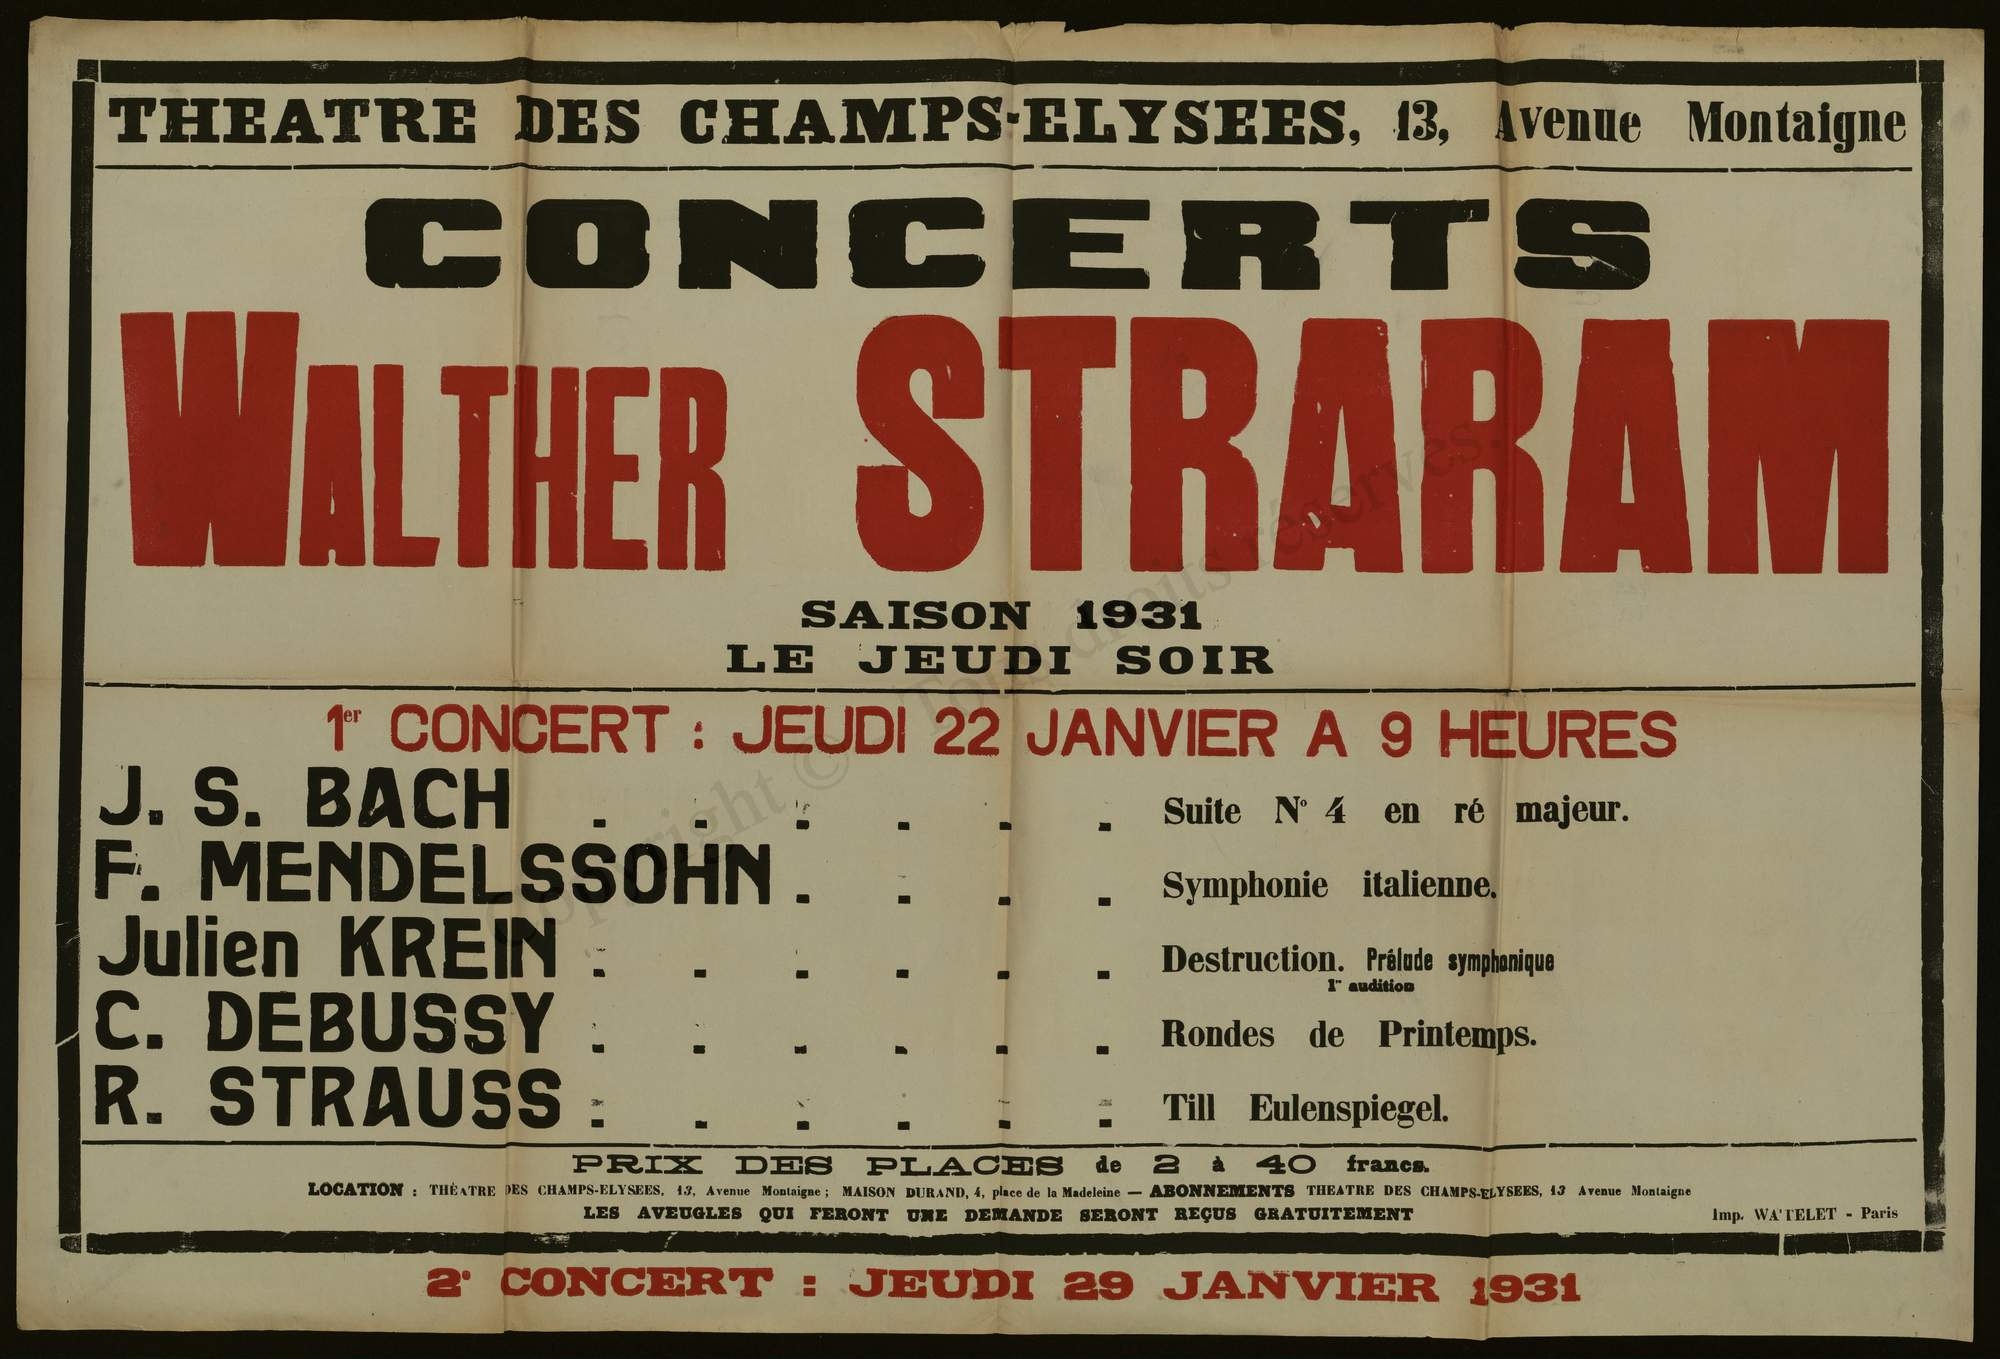 THEATRE DES CHAMPS-ELYSEES, 13, Avenue Montaigne
CONCERTS
WALTHER STRARAM
SAISON 1931
LE JEUDI SOIR
1er CONCERT : JEUDI 22 JANVIER A 9 HEURES
J. S. BACH . . . . . . Suite N° 4 en ré majeur.
F. MENDELSSOHN . . . . Symphonie italienne.
Julien KREIN . . . . . . Destruction. Prélude symphonique
1re audition
C. DEBUSSY . . . . . . Rondes de Printemps.
R. STRAUSS . . . . . . Till Eulenspiegel.
PRIX DES PLACES de 2 à 40 francs.
LOCATION : THÉATRE DES CHAMPS-ELYSEES, 13, Avenue Montaigne ; MAISON DURAND, 4, place de la Madeleine — ABONNEMENTS THEATRE DES CHAMPS-ELYSEES, 13 Avenue Montaigne
LES AVEUGLES QUI FERONT UNE DEMANDE SERONT REÇUS GRATUITEMENT
Imp. WATELET - Paris
2e CONCERT : JEUDI 29 JANVIER 1931
Copyright © - Tous droits réservés.